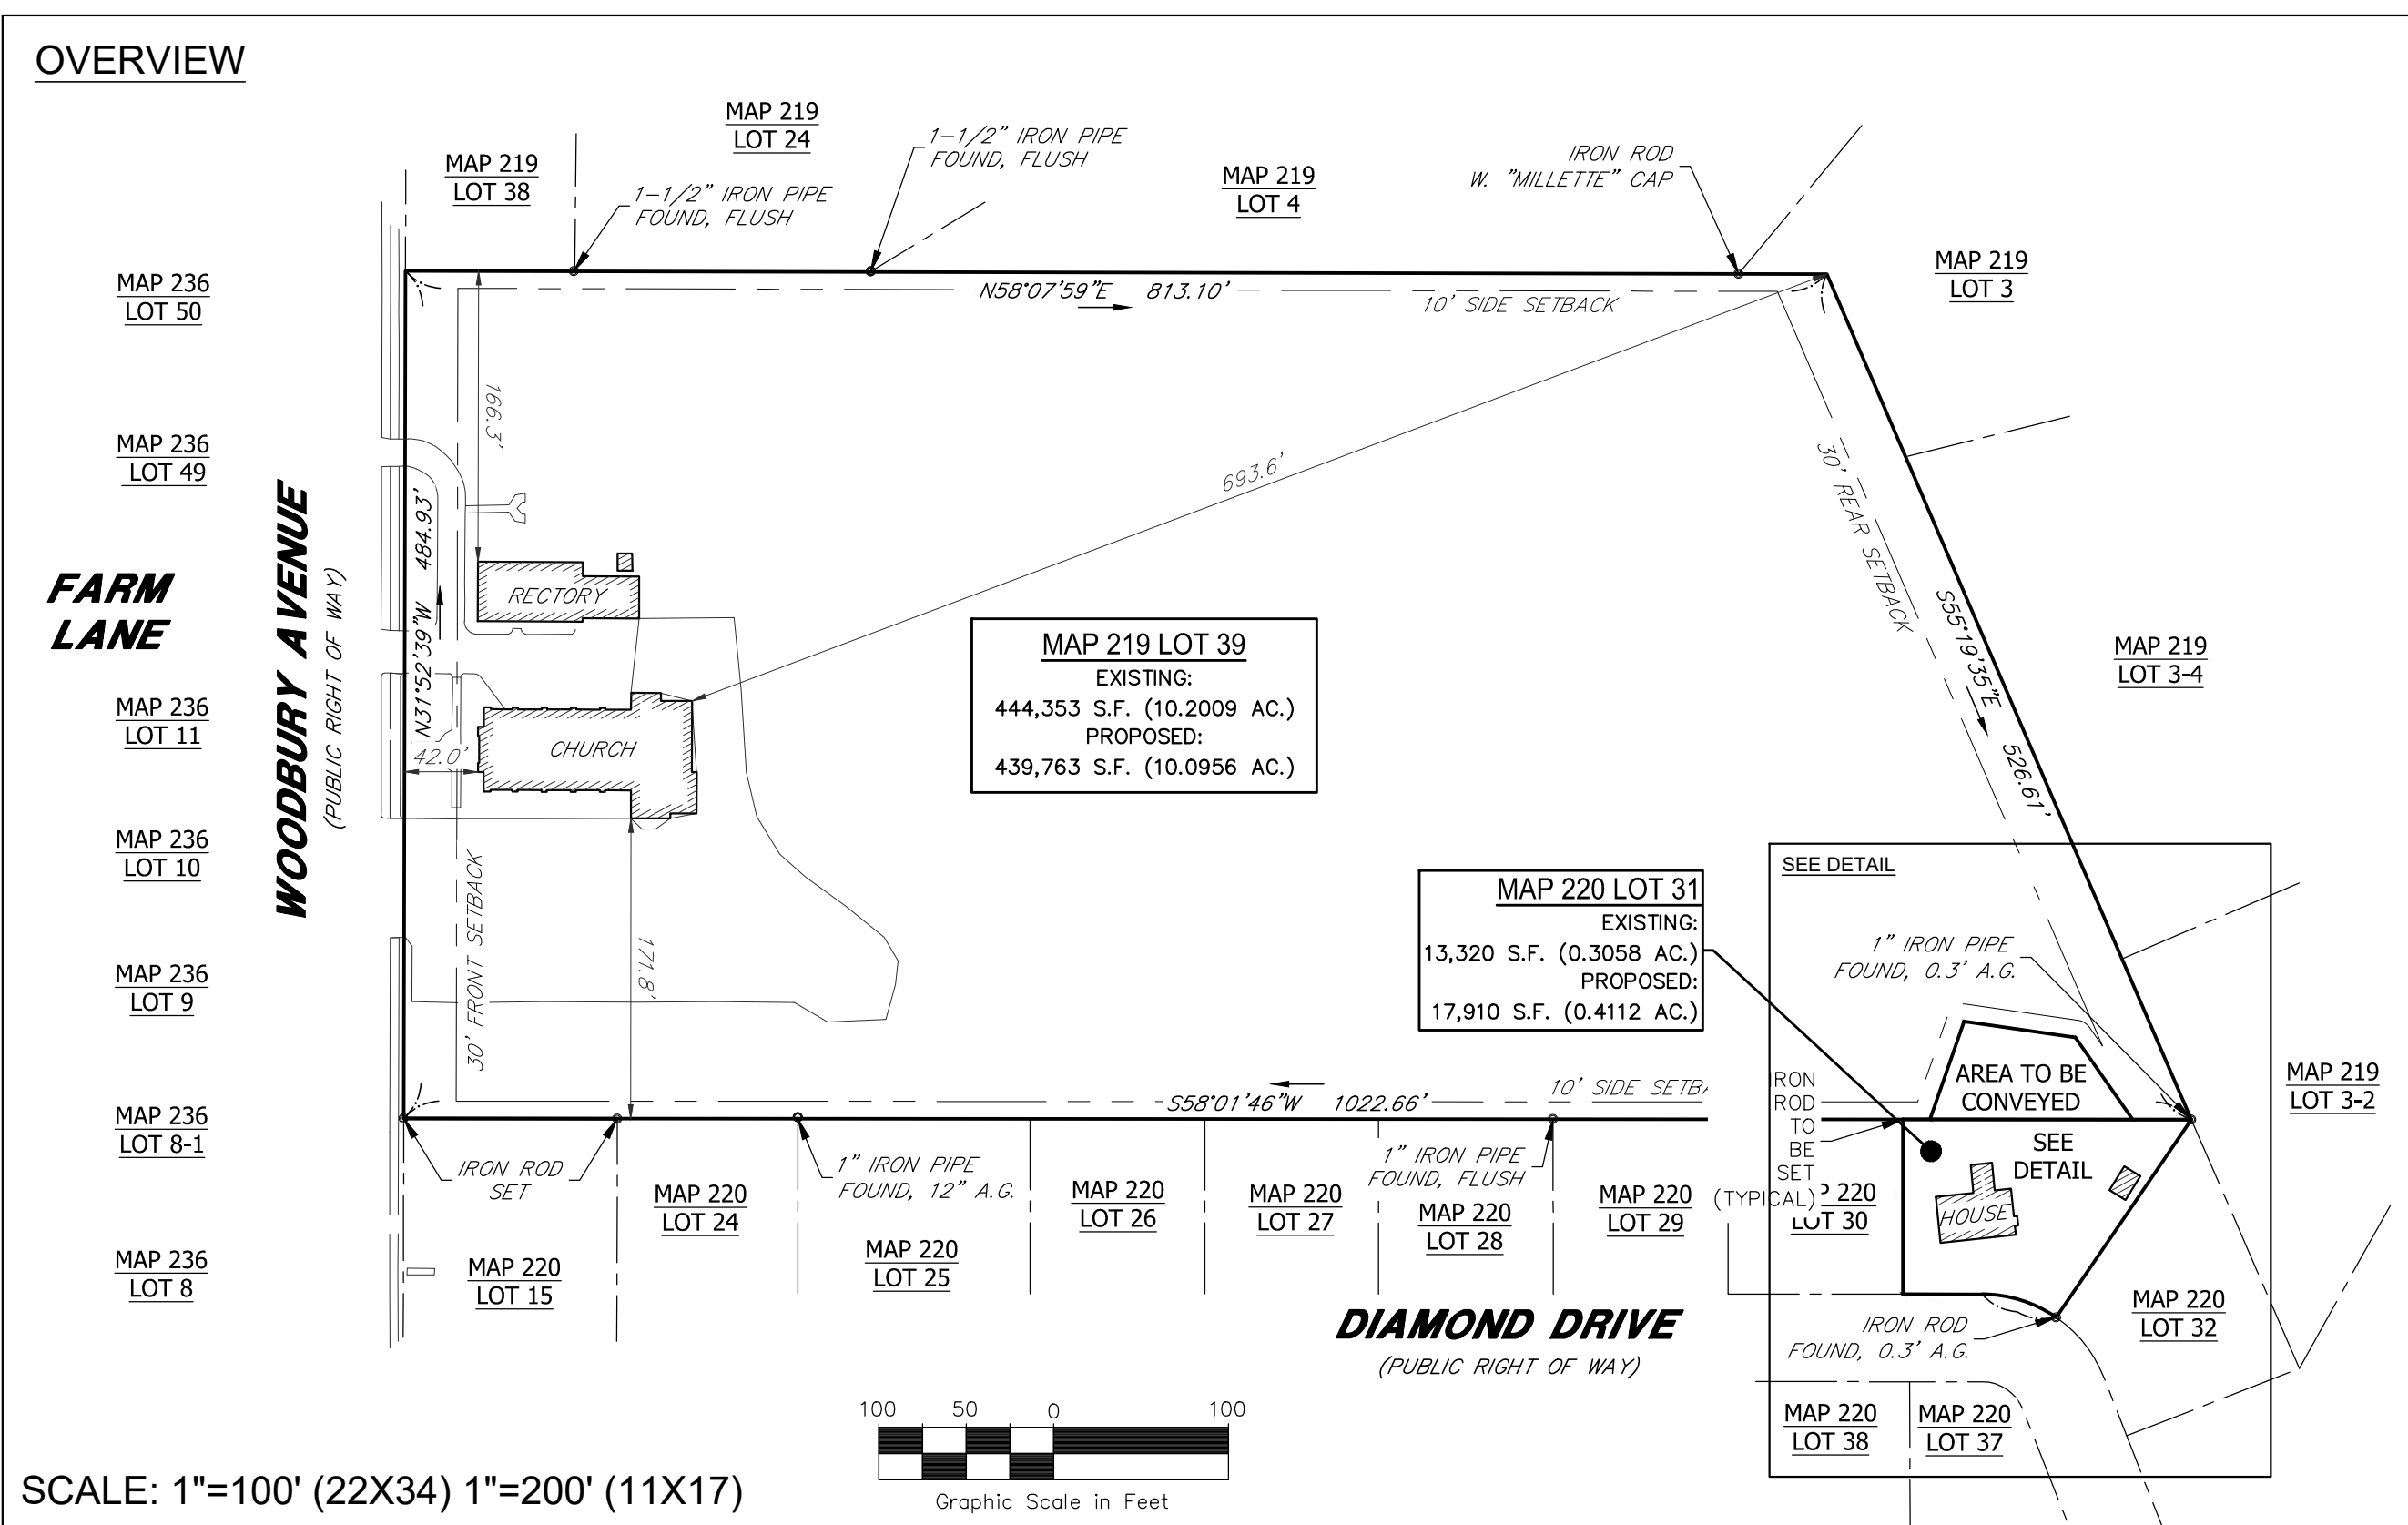 OVERVIEW
MAP 219
LOT 24
MAP 219
LOT 38
1-1/2" IRON PIPE
FOUND, FLUSH
1-1/2" IRON PIPE
FOUND, FLUSH
MAP 219
LOT 4
IRON ROD
W. "MILLETTE" CAP
MAP 219
LOT 3
MAP 236
LOT 50
N58°07'59"E 813.10'
10' SIDE SETBACK
166.3'
MAP 236
LOT 49
693.6'
30' REAR SETBACK
WOODBURY AVENUE
(PUBLIC RIGHT OF WAY)
N31°52'39"W 484.93'
FARM
LANE
RECTORY
S55°19'35"E 526.61'
MAP 219 LOT 39
EXISTING:
444,353 S.F. (10.2009 AC.)
PROPOSED:
439,763 S.F. (10.0956 AC.)
MAP 219
LOT 3-4
MAP 236
LOT 11
42.0'
CHURCH
MAP 236
LOT 10
SEE DETAIL
MAP 220 LOT 31
EXISTING:
13,320 S.F. (0.3058 AC.)
PROPOSED:
17,910 S.F. (0.4112 AC.)
30' FRONT SETBACK
171.8'
1" IRON PIPE
FOUND, 0.3' A.G.
MAP 236
LOT 9
MAP 219
LOT 3-2
AREA TO BE
CONVEYED
10' SIDE SETBA
S58°01'46"W 1022.66'
MAP 236
LOT 8-1
IRON
ROD
TO
BE
SET
(TYPICAL)
SEE
DETAIL
IRON ROD
SET
1" IRON PIPE
FOUND, 12" A.G.
1" IRON PIPE
FOUND, FLUSH
MAP 220
LOT 24
MAP 220
LOT 26
MAP 220
LOT 27
MAP 220
LOT 28
MAP 220
LOT 29
P 220
LOT 30
HOUSE
MAP 220
LOT 25
MAP 236
LOT 8
MAP 220
LOT 15
DIAMOND DRIVE
(PUBLIC RIGHT OF WAY)
IRON ROD
FOUND, 0.3' A.G.
MAP 220
LOT 32
MAP 220
LOT 38
MAP 220
LOT 37
100 50 0 100
Graphic Scale in Feet
SCALE: 1"=100' (22X34) 1"=200' (11X17)